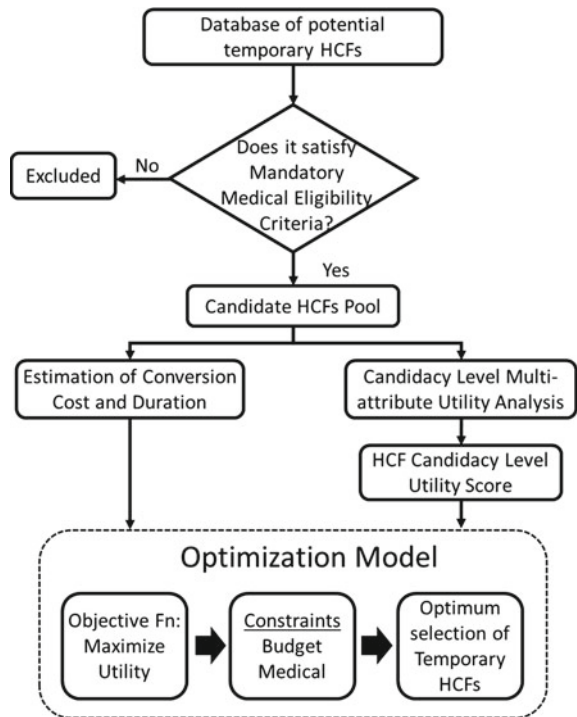 Database of potential
temporary HCFs
Does it satisfy
Mandatory
Medical Eligibility
Criteria?
No
Excluded
Yes
Candidate HCFs Pool
Estimation of Conversion
Cost and Duration
Candidacy Level Multi-
attribute Utility Analysis
HCF Candidacy Level
Utility Score
Optimization Model
Objective Fn:
Maximize
Utility
Constraints
Budget
Medical
Optimum
selection of
Temporary
HCFs